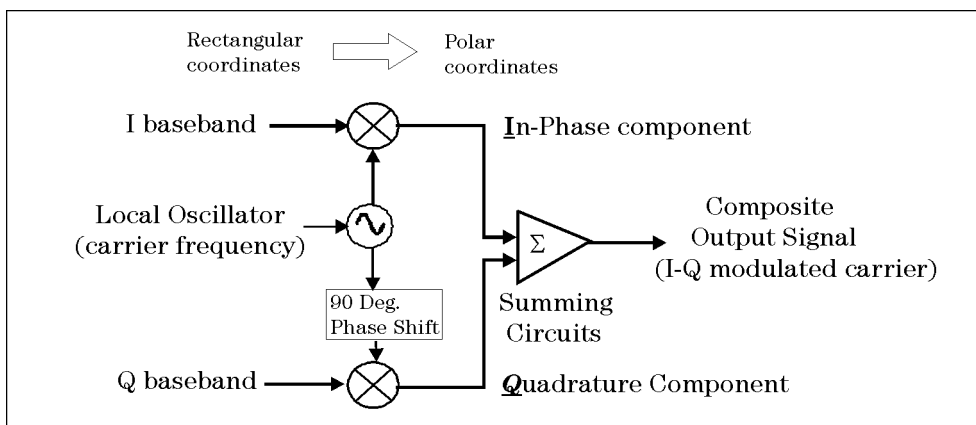 Rectangular
coordinates
Polar
coordinates
I baseband
In-Phase component
Local Oscillator
(carrier frequency)
Σ
Composite
Output Signal
(I-Q modulated carrier)
90 Deg.
Phase Shift
Summing
Circuits
Q baseband
Quadrature Component